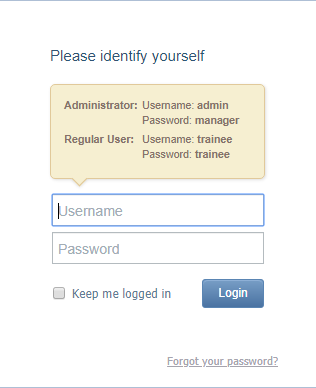 Please identify yourself
Administrator: Username: admin
Password: manager
Regular User: Username: trainee
Password: trainee
Username
Password
Keep me logged in Login
Forgot your password?